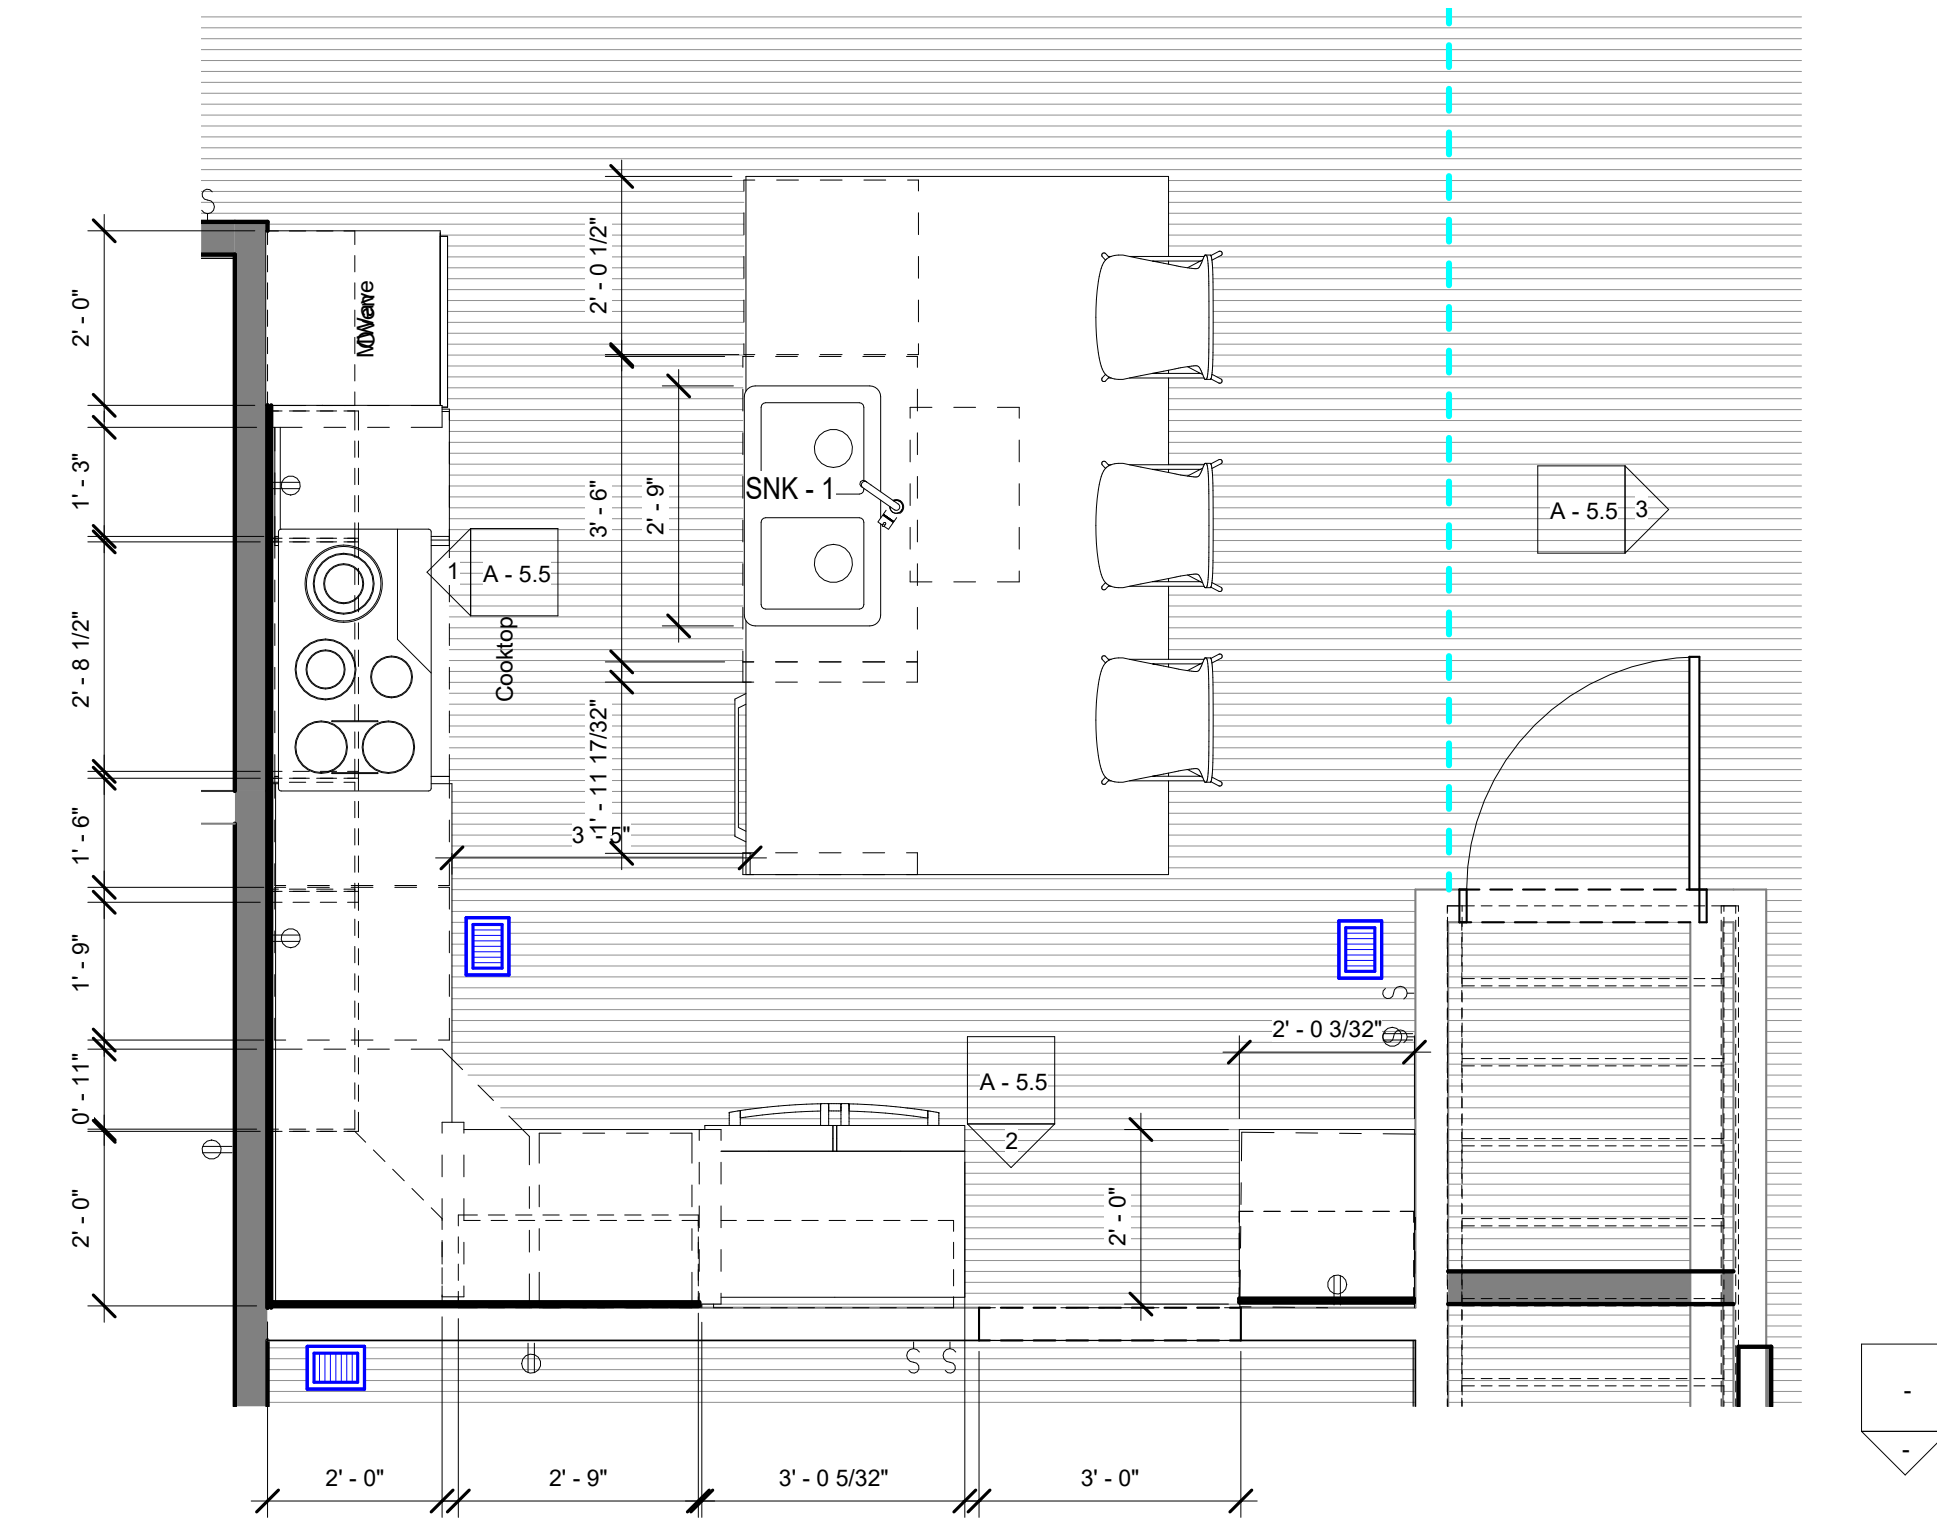 S
2' - 0"
1' - 3"
2' - 8 1/2"
1' - 6"
1' - 9"
0' - 11"
2' - 0"
2' - 0 1/2"
3' - 6"
2' - 9"
1' - 11 17/32"
3' - 5"
SNK - 1
1
A - 5.5
Cooktop
A - 5.5
3
S
2' - 0 3/32"
A - 5.5
2
2' - 0"
S S
-
-
2' - 0"
2' - 9"
3' - 0 5/32"
3' - 0"